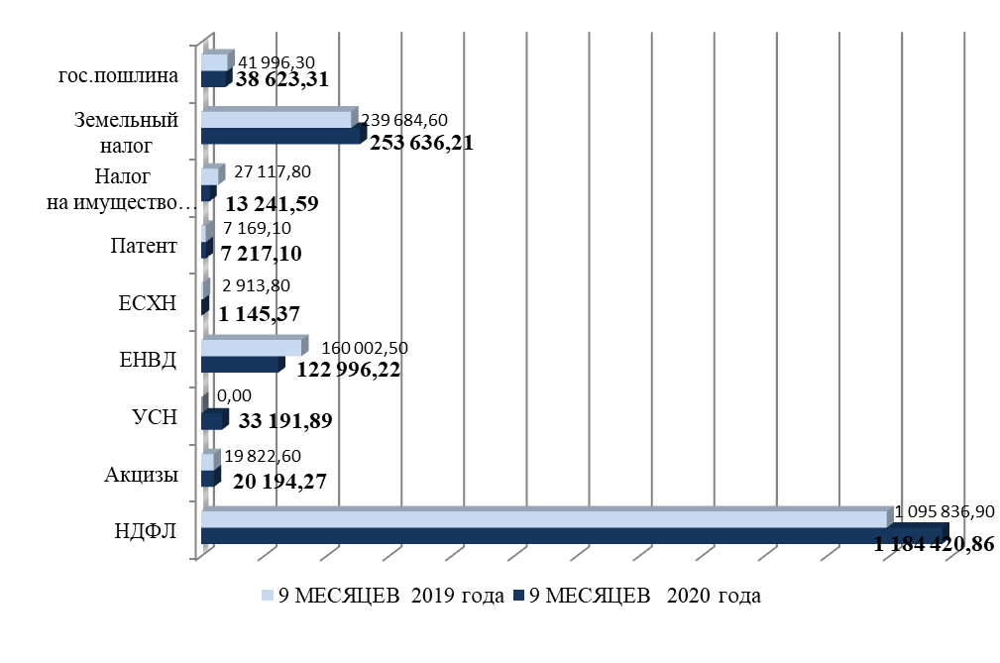 гос.пошлина
41 996,30
38 623,31
Земельный
налог
239 684,60
253 636,21
Налог
на имущество…
27 117,80
13 241,59
Патент
7 169,10
7 217,10
ЕСХН
2 913,80
1 145,37
ЕНВД
160 002,50
122 996,22
УСН
0,00
33 191,89
Акцизы
19 822,60
20 194,27
НДФЛ
1 095 836,90
1 184 420,86
9 МЕСЯЦЕВ 2019 года 9 МЕСЯЦЕВ 2020 года